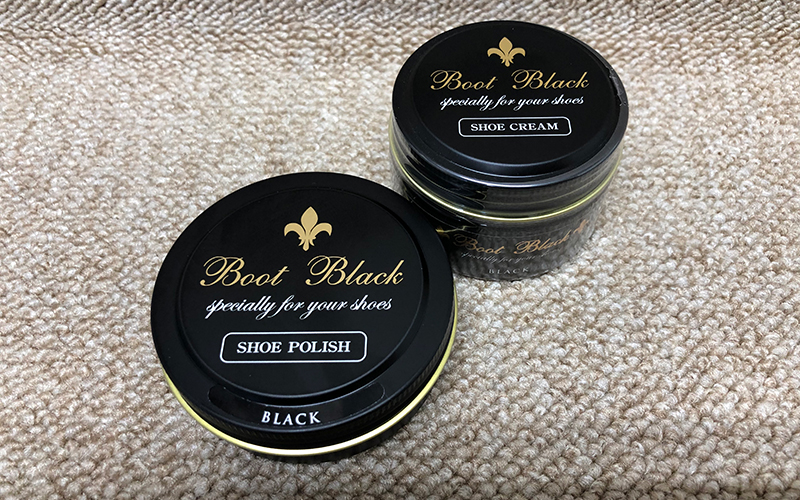 Boot Black
specially for your shoes
SHOE CREAM
Boot Black
BLACK
Boot Black
specially for your shoes
SHOE POLISH
BLACK